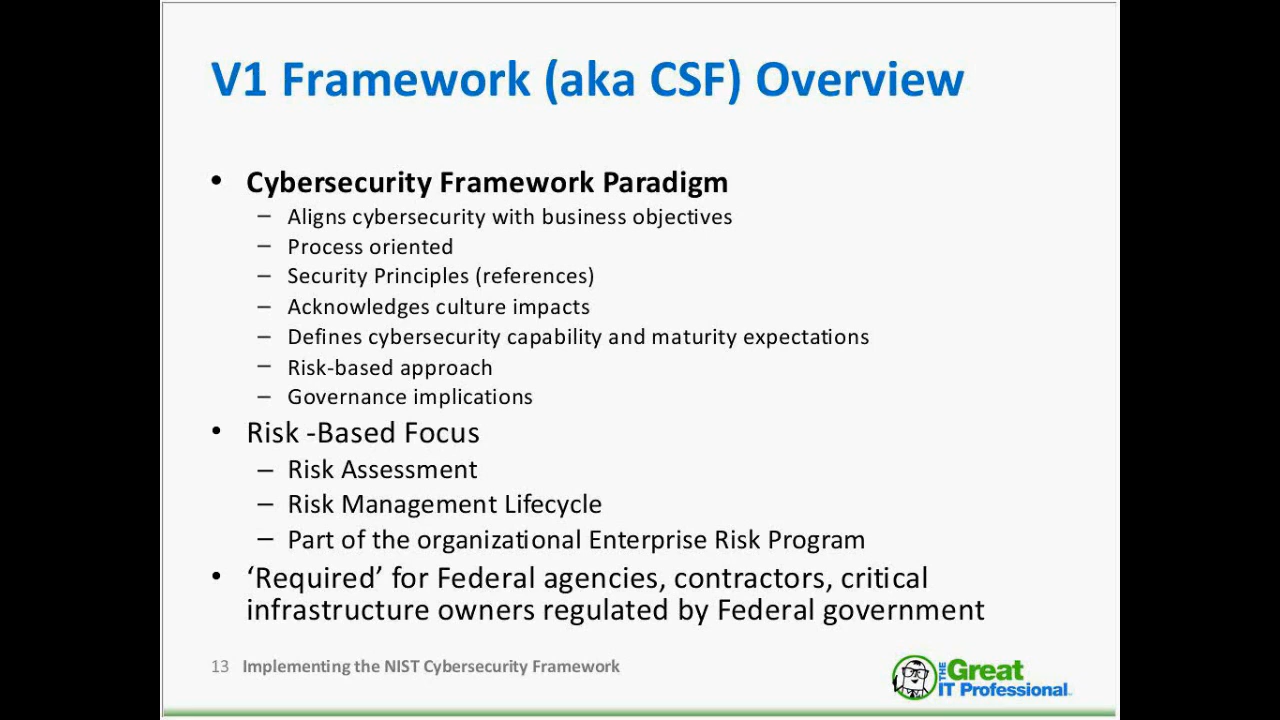 V1 Framework (aka CSF) Overview
• Cybersecurity Framework Paradigm
– Aligns cybersecurity with business objectives
– Process oriented
– Security Principles (references)
– Acknowledges culture impacts
– Defines cybersecurity capability and maturity expectations
– Risk-based approach
– Governance implications
• Risk -Based Focus
– Risk Assessment
– Risk Management Lifecycle
– Part of the organizational Enterprise Risk Program
• ‘Required’ for Federal agencies, contractors, critical
infrastructure owners regulated by Federal government
13 Implementing the NIST Cybersecurity Framework
THE Great
IT Professional